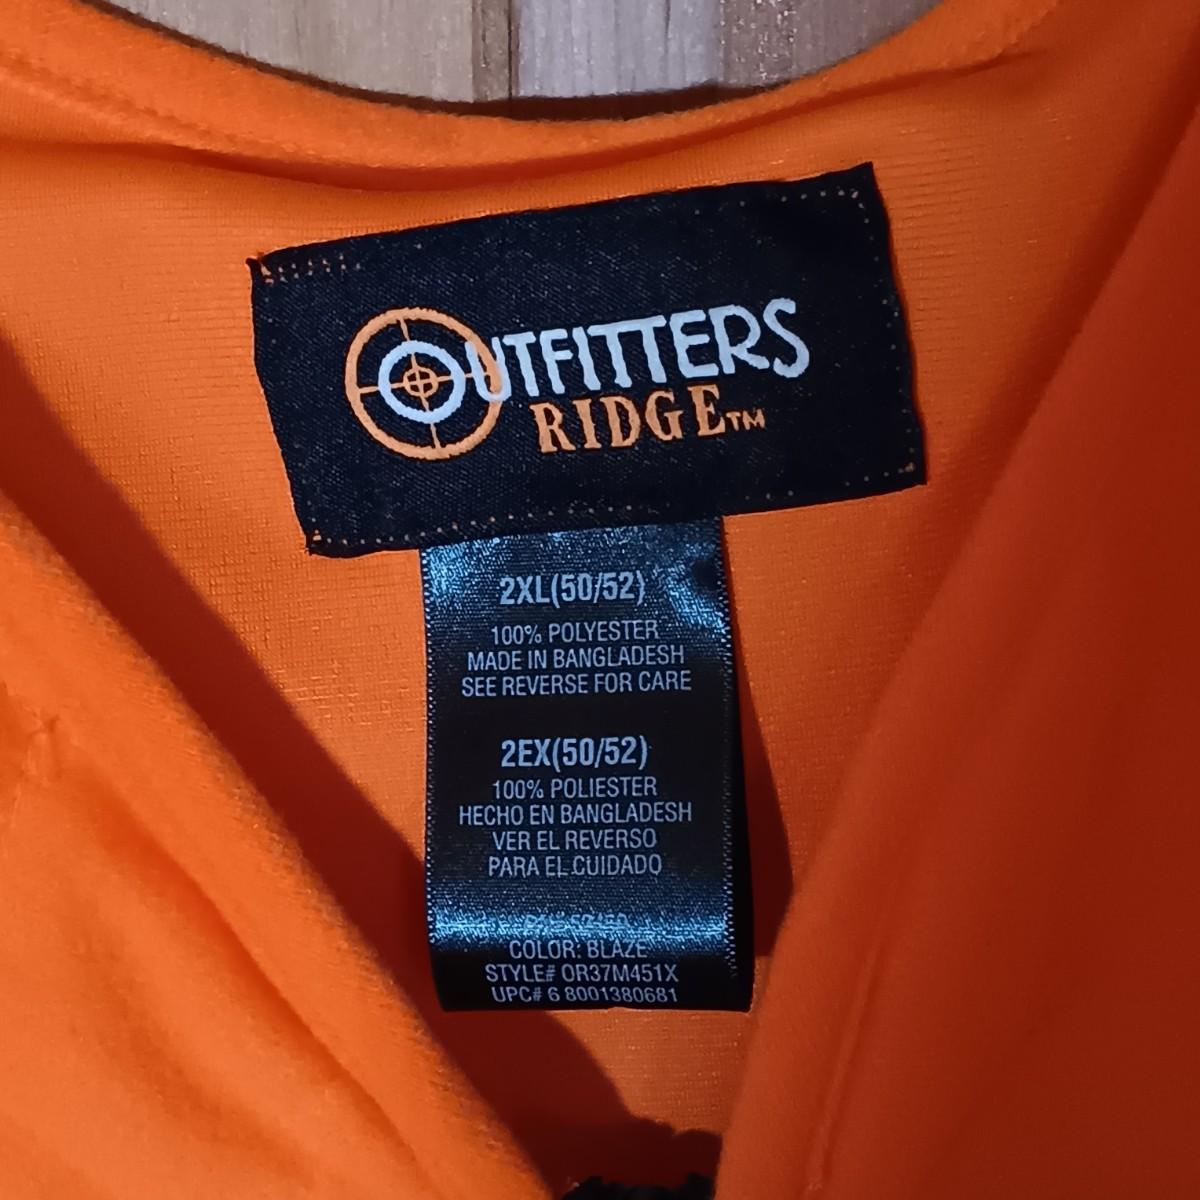 OUTFITTERS
RIDGE™
2XL(50/52)
100% POLYESTER
MADE IN BANGLADESH
SEE REVERSE FOR CARE
2EX(50/52)
100% POLIESTER
HECHO EN BANGLADESH
VER EL REVERSO
PARA EL CUIDADO
COLOR: BLAZE
STYLE# OR37M451X
UPC# 6 8001380681